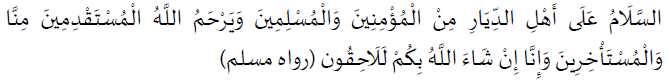 السَّلَامُ عَلَى أَهْلِ الدِّيَارِ مِنْ الْمُؤْمِنِينَ وَالْمُسْلِمِينَ وَيَرْحَمُ اللَّهُ الْمُسْتَقْدِمِينَ مِنَّا
وَالْمُسْتَأْخِرِينَ وَإِنَّا إِنْ شَاءَ اللَّهُ بِكُمْ لَلَاحِقُون (رواه مسلم)